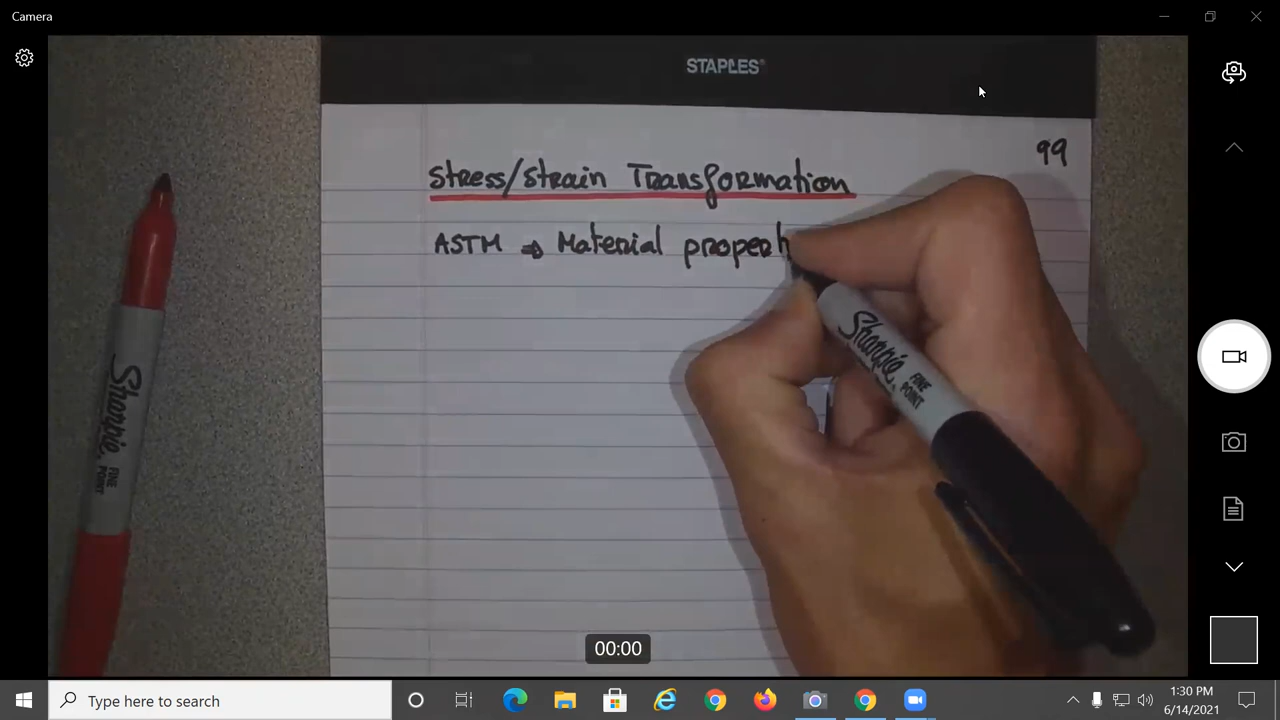 Camera
STAPLES
99
Stress/Strain Transformation
ASTM ⇒ Material propert
Sharpie
FINE
POINT
Sharpie
FINE
POINT
00:00
Type here to search
1:30 PM
6/14/2021